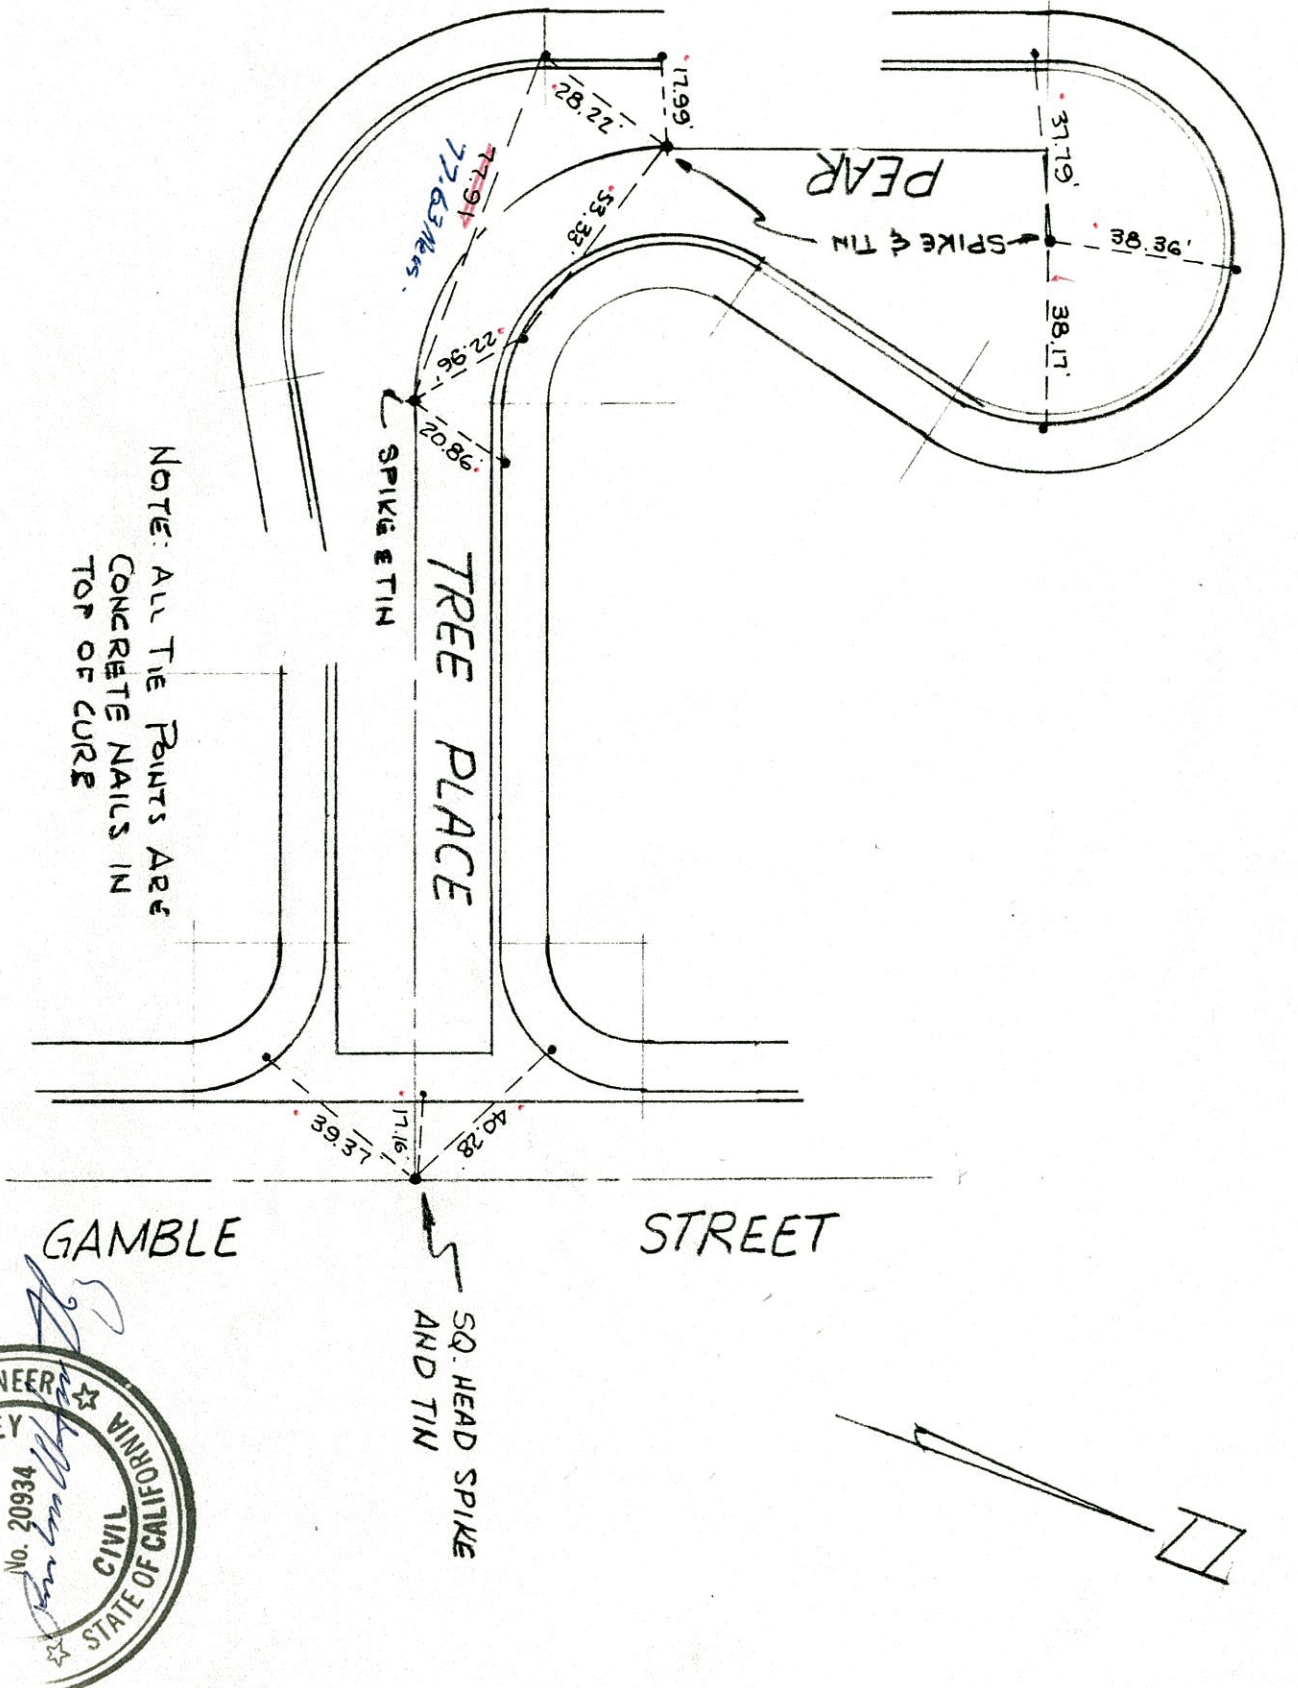 17.99'
28.22'
77.91
77.63 Meas.
53.33'
PEAR
SPIKE & TIN
37.79'
38.36'
38.17'
22.96'
20.86'
SPIKE & TIN
TREE PLACE
NOTE: ALL TIE POINTS ARE
CONCRETE NAILS IN
TOP OF CURB
39.37'
17.16'
40.28'
GAMBLE STREET
SQ. HEAD SPIKE
AND TIN
NEER
EY
No. 20934
CIVIL
STATE OF CALIFORNIA